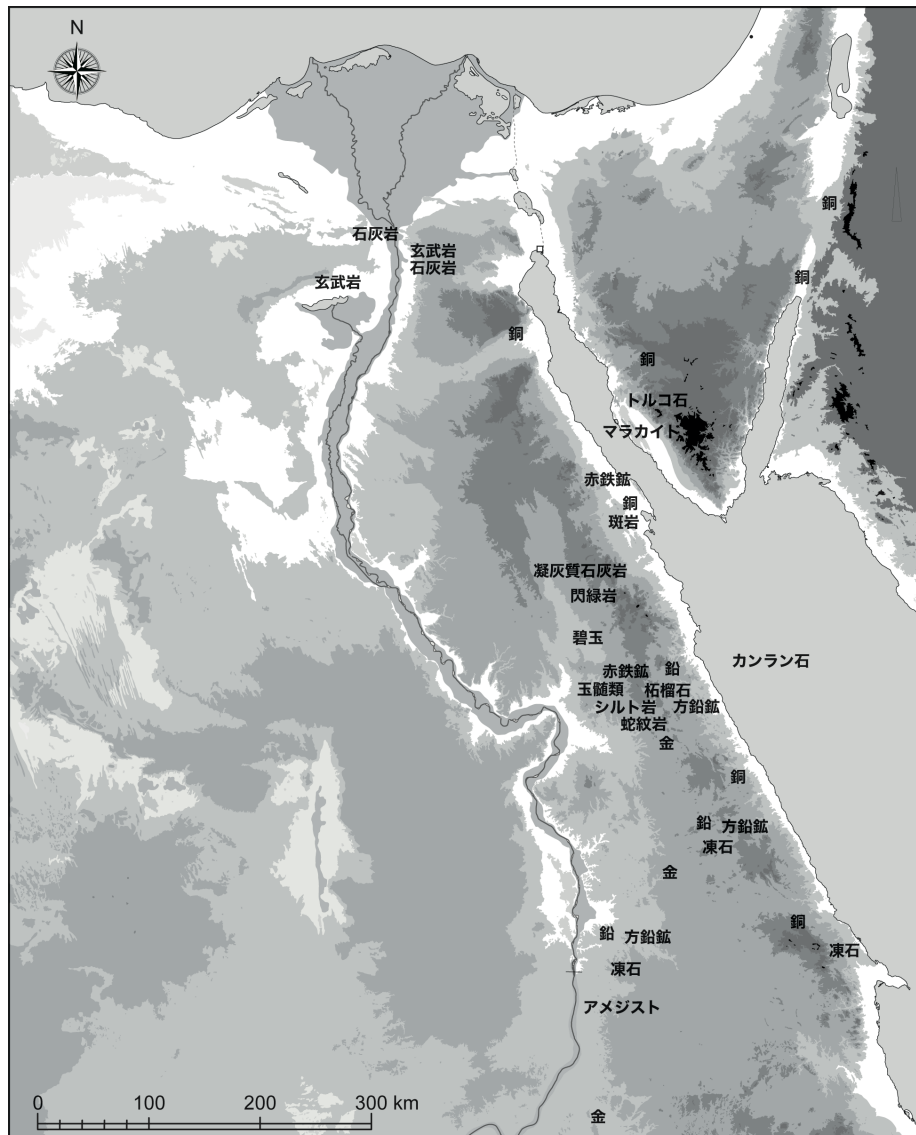 N
銅
石灰岩
玄武岩
石灰岩
銅
玄武岩
銅
銅
トルコ石
マラカイト
赤鉄鉱
銅
斑岩
凝灰質石灰岩
閃緑岩
碧玉
カンラン石
赤鉄鉱 鉛
玉髄類 柘榴石
シルト岩 方鉛鉱
蛇紋岩
金
銅
鉛 方鉛鉱
凍石
金
銅
鉛 方鉛鉱
凍石
凍石
アメジスト
0 100 200 300 km
金